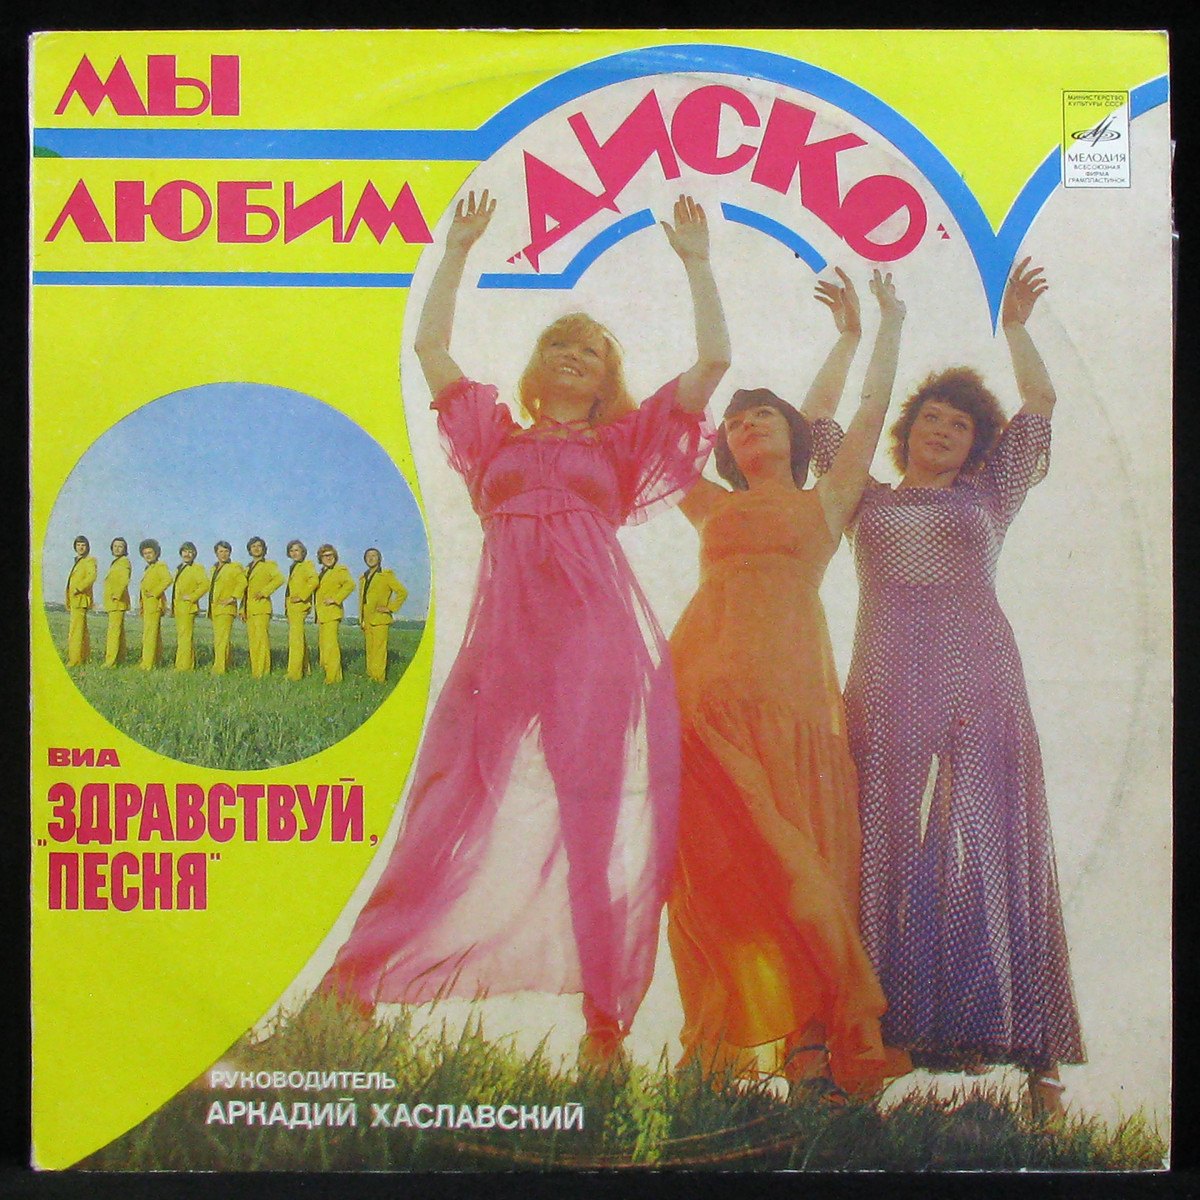 МЫ
ЛЮБИМ
"ДИСКО"
МИНИСТЕРСТВО
КУЛЬТУРЫ СССР
МЕЛОДИЯ
ВСЕСОЮЗНАЯ
ФИРМА
ГРАМПЛАСТИНОК
ВИА
„ЗДРАВСТВУЙ,
ПЕСНЯ"
РУКОВОДИТЕЛЬ
АРКАДИЙ ХАСЛАВСКИЙ